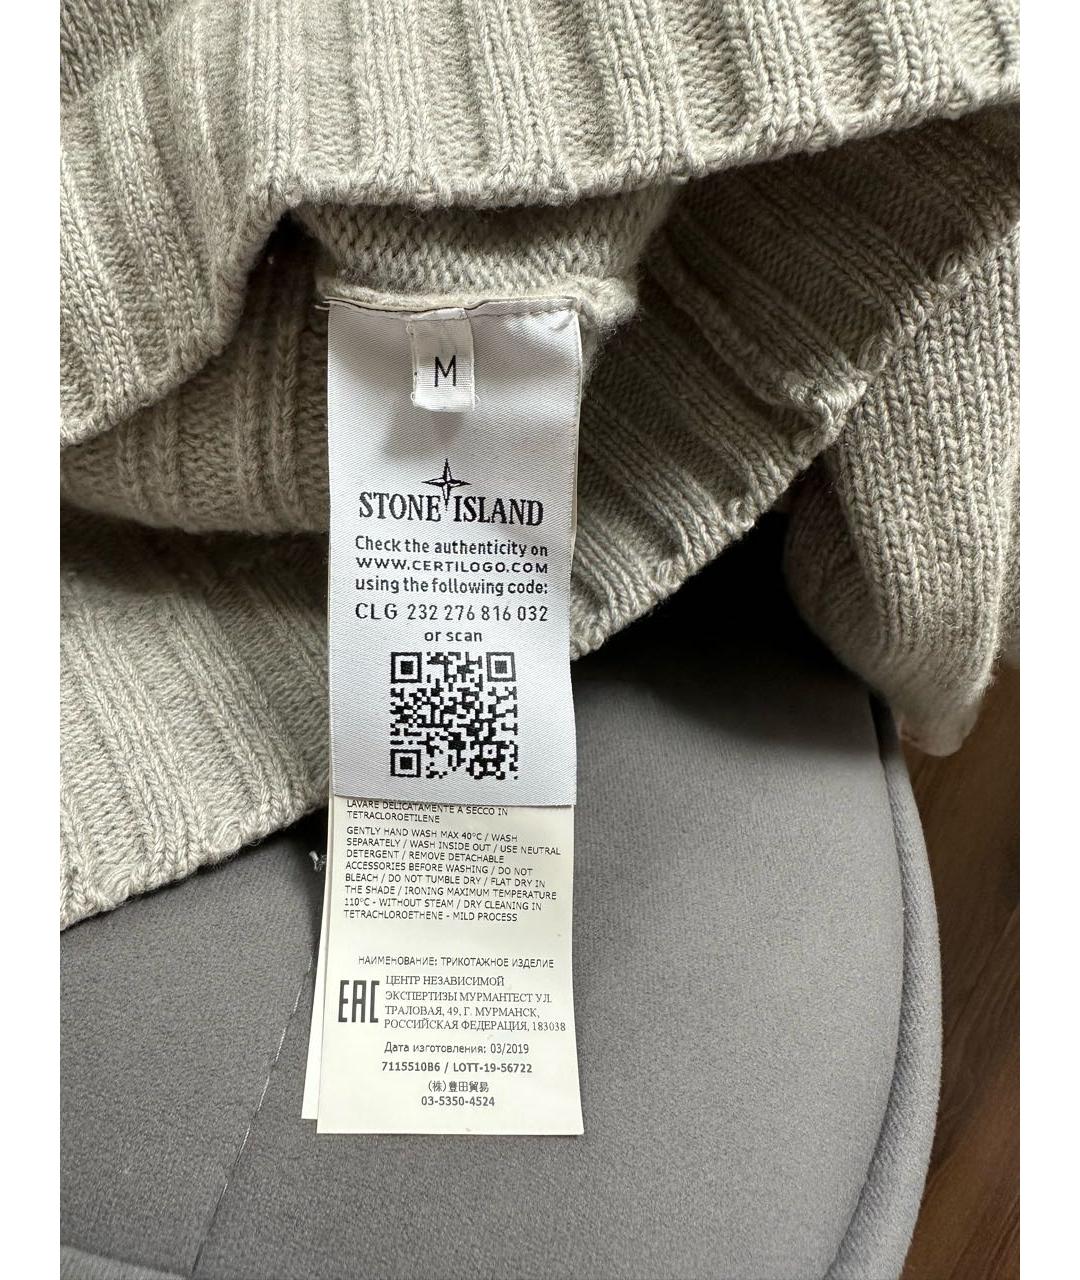 M
STONE ISLAND
Check the authenticity on
WWW.CERTILOGO.COM
using the following code:
CLG 232 276 816 032
or scan
LAVARE DELICATAMENTE A SECCO IN
TETRACLOROETILENE
GENTLY HAND WASH MAX 40°C / WASH
SEPARATELY / WASH INSIDE OUT / USE NEUTRAL
DETERGENT / REMOVE DETACHABLE
ACCESSORIES BEFORE WASHING / DO NOT
BLEACH / DO NOT TUMBLE DRY / FLAT DRY IN
THE SHADE / IRONING MAXIMUM TEMPERATURE
110°C - WITHOUT STEAM / DRY CLEANING IN
TETRACHLOROETHENE - MILD PROCESS
НАИМЕНОВАНИЕ: ТРИКОТАЖНОЕ ИЗДЕЛИЕ
EAC
ЦЕНТР НЕЗАВИСИМОЙ
ЭКСПЕРТИЗЫ МУРМАНТЕСТ УЛ.
ТРАЛОВАЯ, 49, Г. МУРМАНСК,
РОССИЙСКАЯ ФЕДЕРАЦИЯ, 183038
Дата изготовления: 03/2019
7115510B6 / LOTT-19-56722
(株)豊田貿易
03-5350-4524